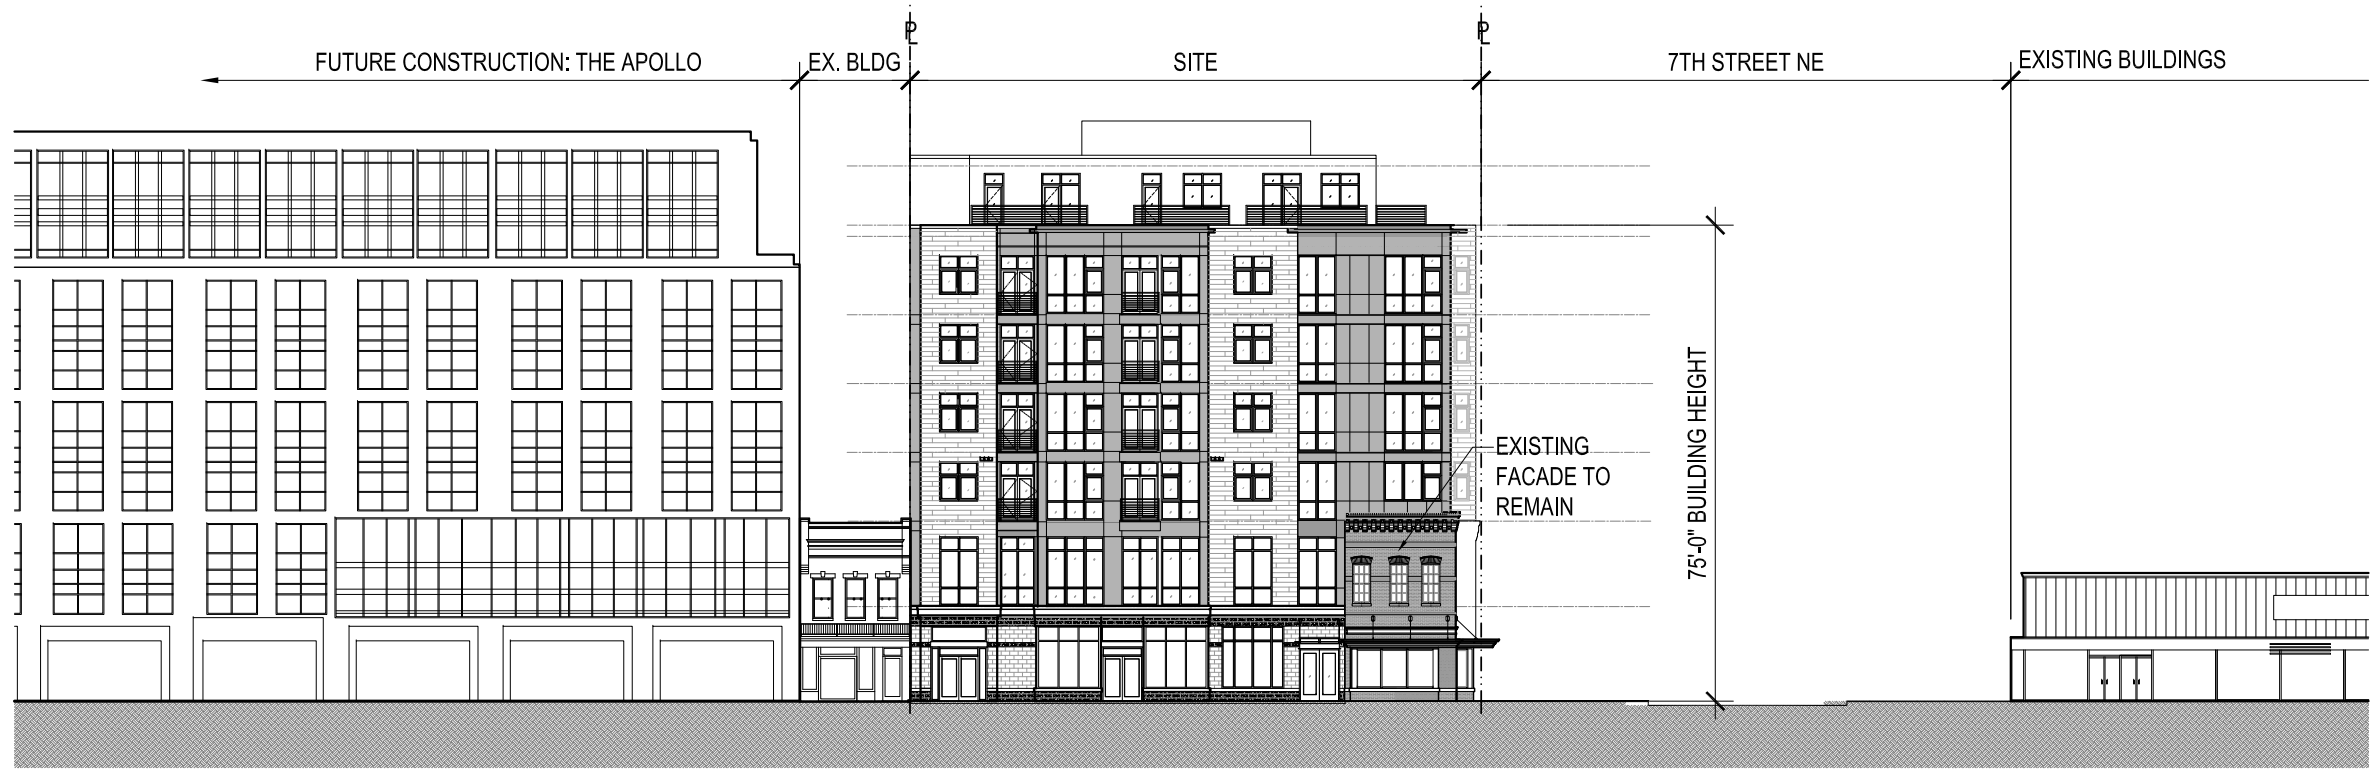 P
P
FUTURE CONSTRUCTION: THE APOLLO
EX. BLDG
SITE
7TH STREET NE
EXISTING BUILDINGS
EXISTING
FACADE TO
REMAIN
75'-0" BUILDING HEIGHT